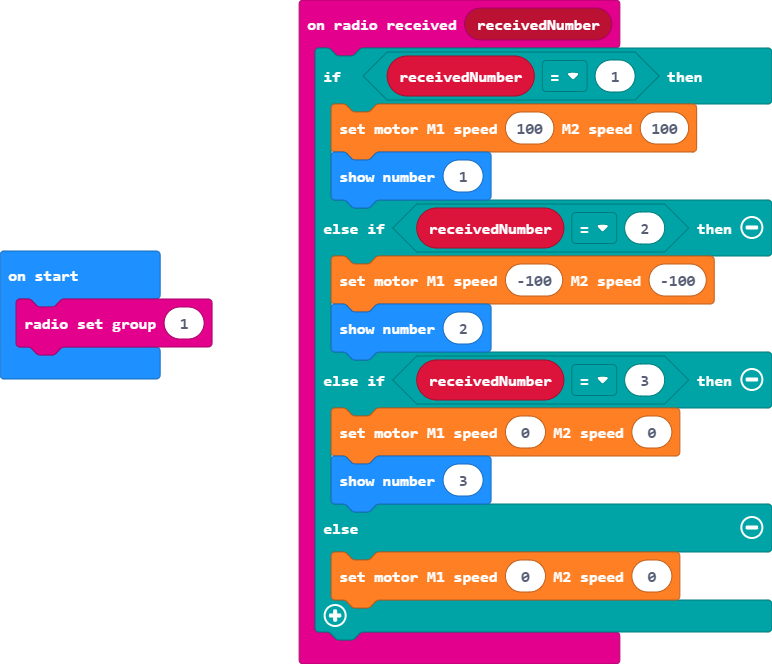 on start
radio set group 1
on radio received receivedNumber
if receivedNumber = 1 then
set motor M1 speed 100 M2 speed 100
show number 1
else if receivedNumber = 2 then
set motor M1 speed -100 M2 speed -100
show number 2
else if receivedNumber = 3 then
set motor M1 speed 0 M2 speed 0
show number 3
else
set motor M1 speed 0 M2 speed 0